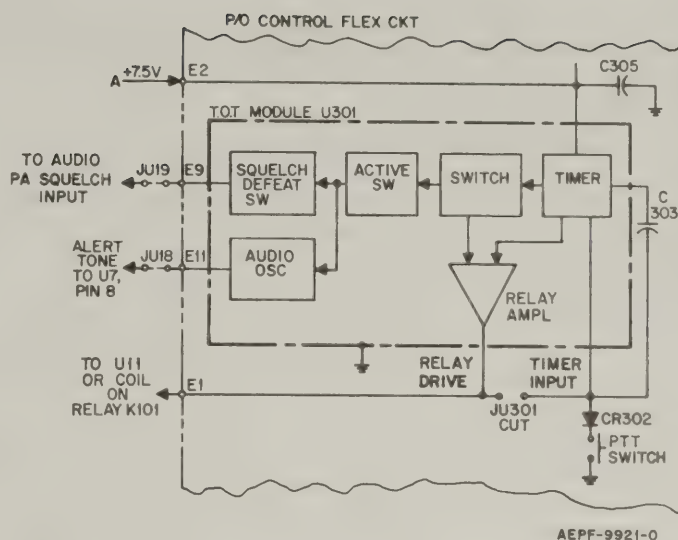 P/O CONTROL FLEX CKT
A +7.5V E2
C305
T.O.T MODULE U301
TO AUDIO
PA SQUELCH
INPUT
JU19 E9
SQUELCH
DEFEAT
SW
ACTIVE
SW
SWITCH
TIMER
C
303
ALERT
TONE
TO U7,
PIN 8
JU18 E11
AUDIO
OSC
RELAY
AMPL
TO U11
OR COIL
ON
RELAY K101
E1
RELAY
DRIVE
TIMER
INPUT
JU301
CUT
CR302
PTT
SWITCH
AEPF-9921-O